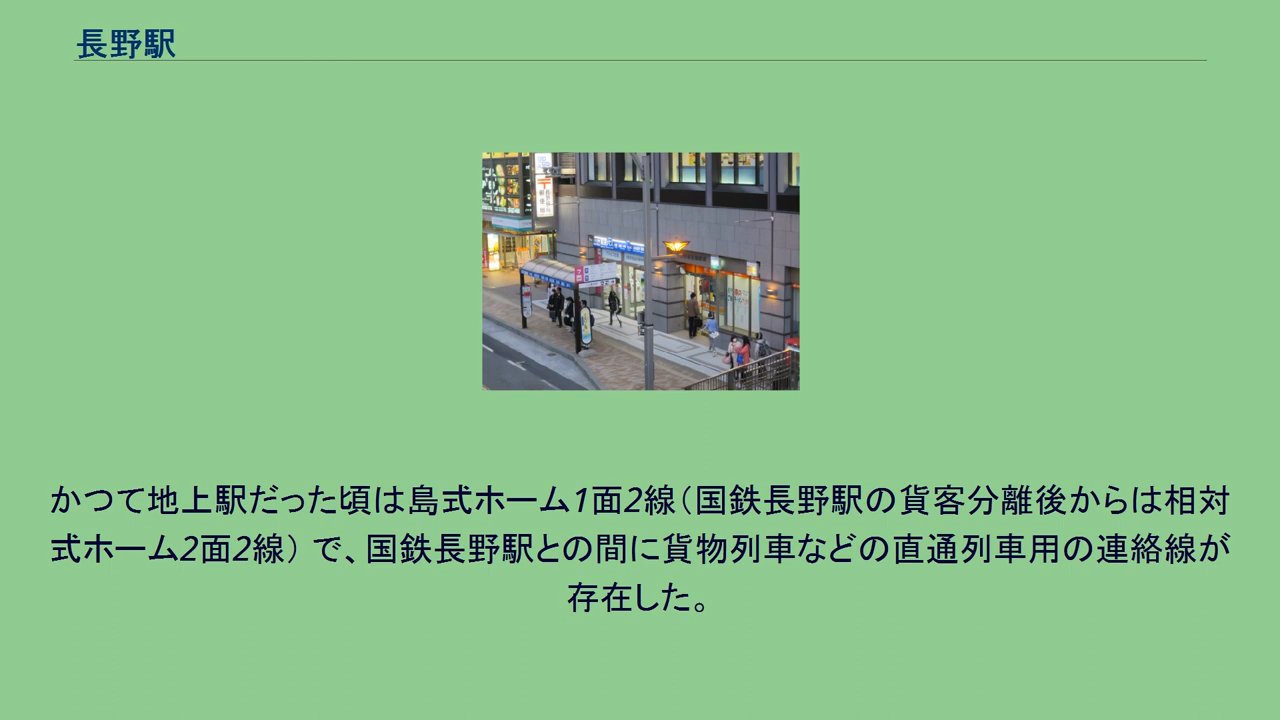 長野駅
かつて地上駅だった頃は島式ホーム1面2線（国鉄長野駅の貨客分離後からは相対
式ホーム2面2線）で、国鉄長野駅との間に貨物列車などの直通列車用の連絡線が
存在した。